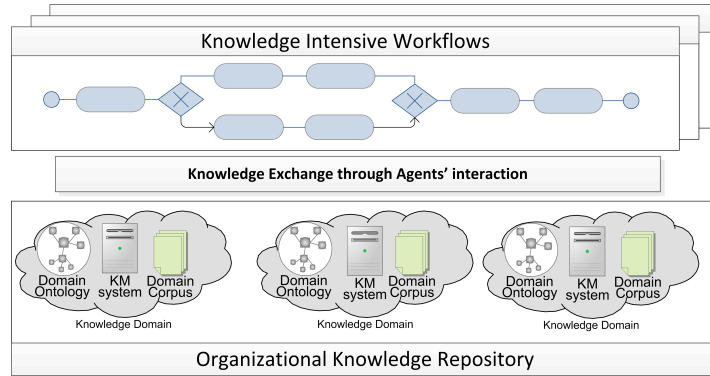 Knowledge Intensive Workflows
Knowledge Exchange through Agents' interaction
Domain
Ontology
KM
system
Domain
Corpus
Knowledge Domain
Domain
Ontology
KM
system
Domain
Corpus
Knowledge Domain
Domain
Ontology
KM
system
Domain
Corpus
Knowledge Domain
Organizational Knowledge Repository